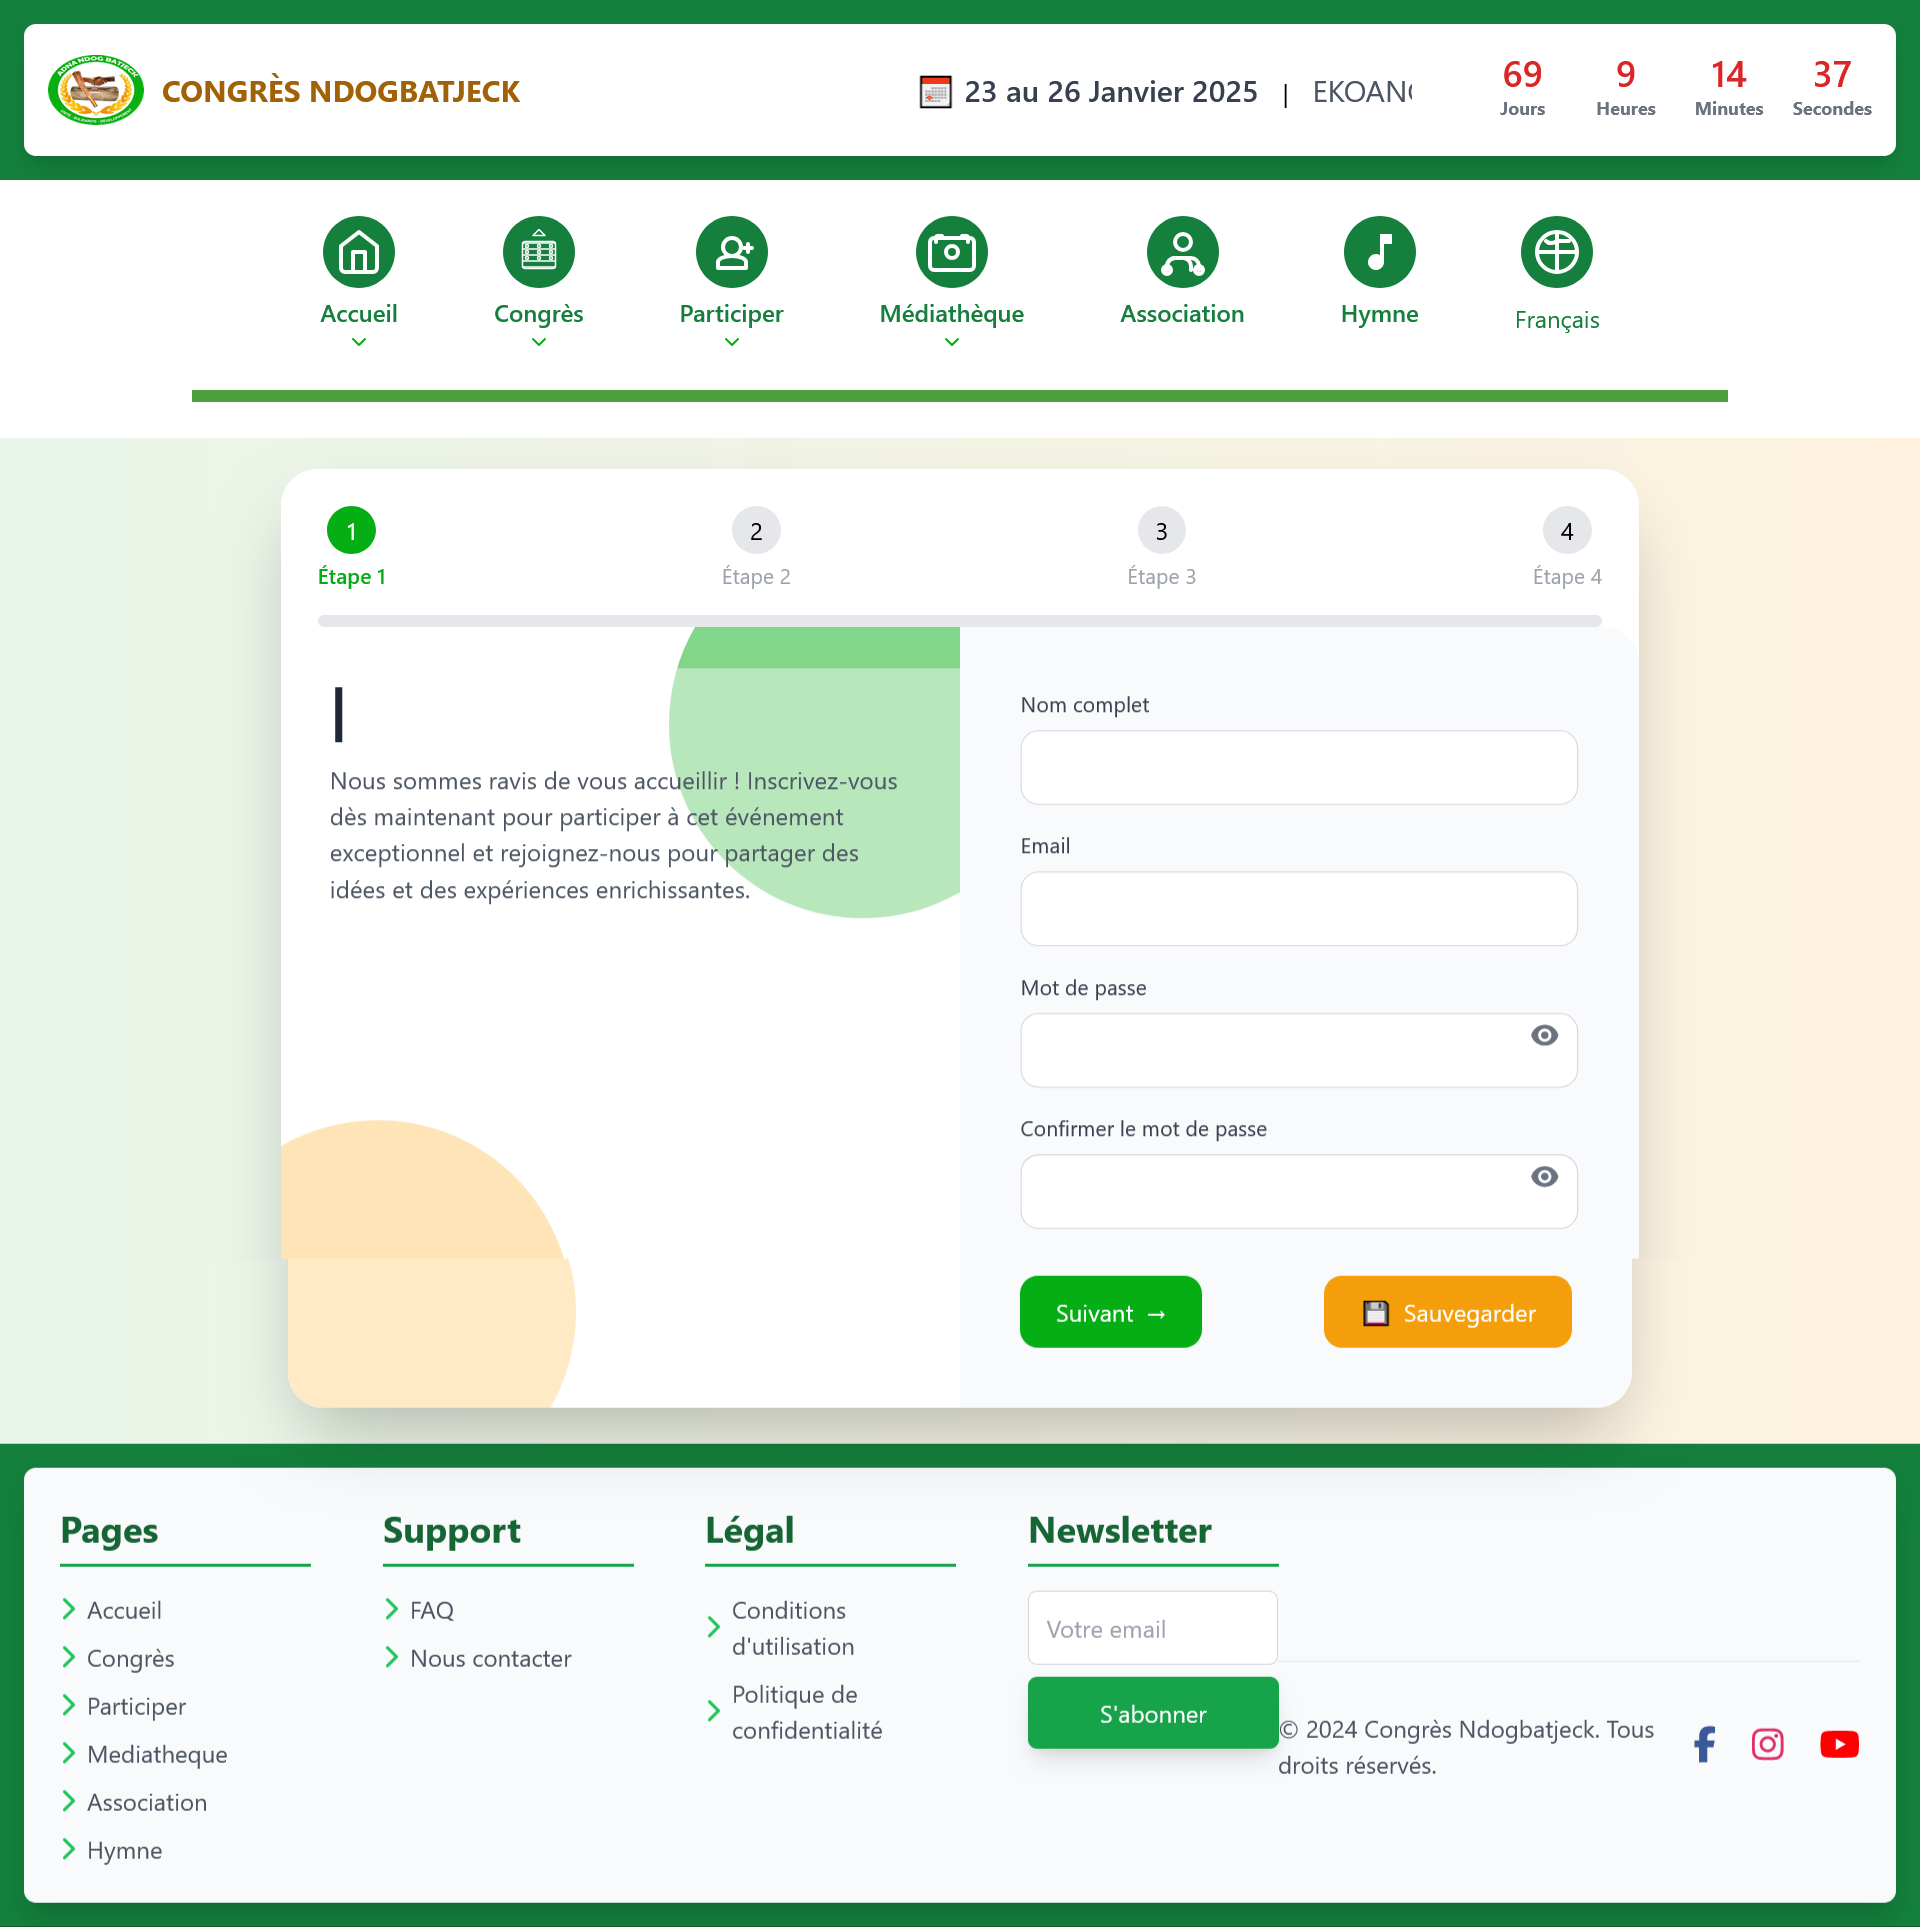 ADNA NDOG BATJECK
CONGRÈS NDOGBATJECK
23 au 26 Janvier 2025 |
69
Jours
9
Heures
14
Minutes
37
Secondes
Accueil
Congrès
Participer
Médiathèque
Association
Hymne
Français
1
Étape 1
2
Étape 2
3
Étape 3
4
Étape 4
Nous sommes ravis de vous accueillir ! Inscrivez-vous
dès maintenant pour participer à cet événement
exceptionnel et rejoignez-nous pour partager des
idées et des expériences enrichissantes.
Nom complet
Email
Mot de passe
Confirmer le mot de passe
Suivant →
Sauvegarder
Pages
Accueil
Congrès
Participer
Mediatheque
Association
Hymne
Support
FAQ
Nous contacter
Légal
Conditions
d'utilisation
Politique de
confidentialité
Newsletter
Votre email
S'abonner
© 2024 Congrès Ndogbatjeck. Tous
droits réservés.